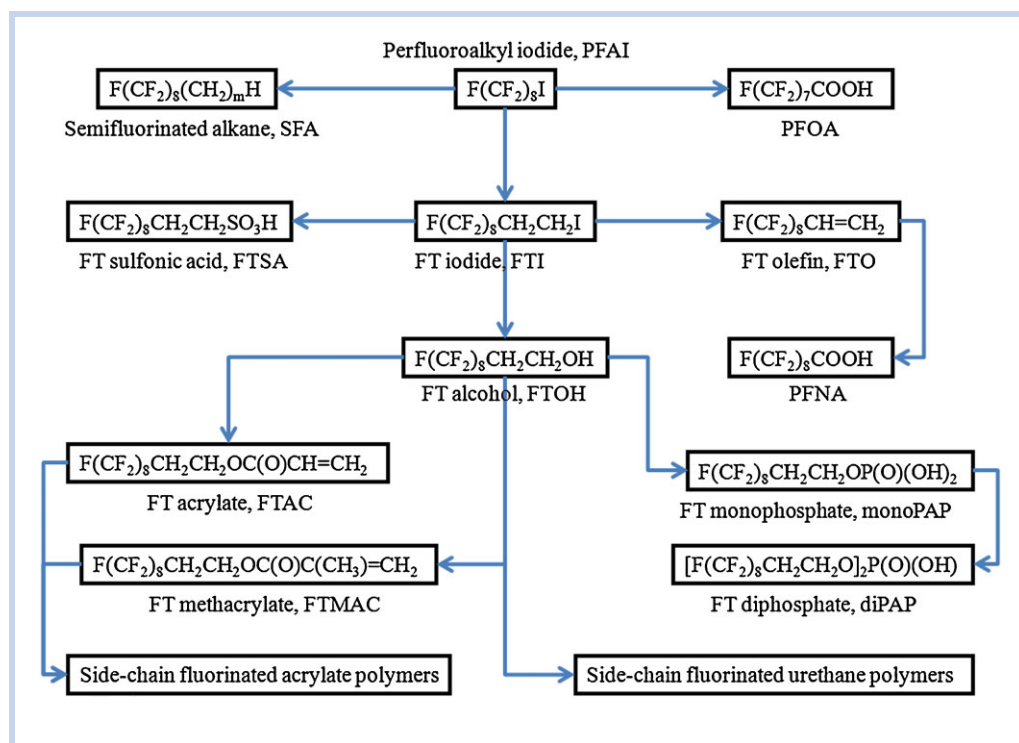 Perfluoroalkyl iodide, PFAI
F(CF₂)₈(CH₂)ₘH
F(CF₂)₈I
F(CF₂)₇COOH
Semifluorinated alkane, SFA
PFOA
F(CF₂)₈CH₂CH₂SO₃H
F(CF₂)₈CH₂CH₂I
F(CF₂)₈CH=CH₂
FT sulfonic acid, FTSA
FT iodide, FTI
FT olefin, FTO
F(CF₂)₈CH₂CH₂OH
F(CF₂)₈COOH
FT alcohol, FTOH
PFNA
F(CF₂)₈CH₂CH₂OC(O)CH=CH₂
F(CF₂)₈CH₂CH₂OP(O)(OH)₂
FT acrylate, FTAC
FT monophosphate, monoPAP
F(CF₂)₈CH₂CH₂OC(O)C(CH₃)=CH₂
[F(CF₂)₈CH₂CH₂O]₂P(O)(OH)
FT methacrylate, FTMAC
FT diphosphate, diPAP
Side-chain fluorinated acrylate polymers
Side-chain fluorinated urethane polymers